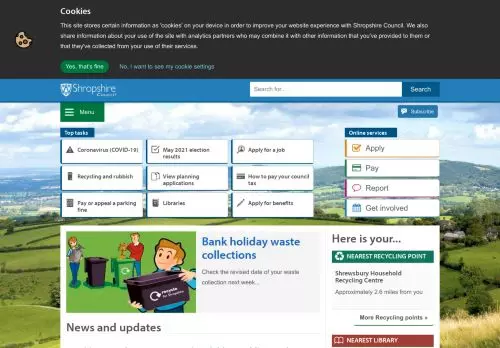 Cookies
This site stores certain information as 'cookies' on your device in order to improve your website experience with Shropshire Council. We also
share information about your use of the site with analytics partners who may combine it with other information that you've provided to them or
that they've collected from your use of their services.
Yes, that's fine
No, I want to see my cookie settings
Shropshire
Council
Search for..
Search
Menu
Subscribe
Top tasks
Online services
Coronavirus (COVID-19)
May 2021 election
results
Apply for a job
Recycling and rubbish
View planning
applications
How to pay your council
tax
Pay or appeal a parking
fine
Libraries
Apply for benefits
Apply
Pay
Report
Get involved
recycle
for Shropshire
Bank holiday waste
collections
Check the revised date of your waste
collection next week...
News and updates
Here is your...
NEAREST RECYCLING POINT
Shrewsbury Household
Recycling Centre
Approximately 2.6 miles from you
More Recycling points »
NEAREST LIBRARY